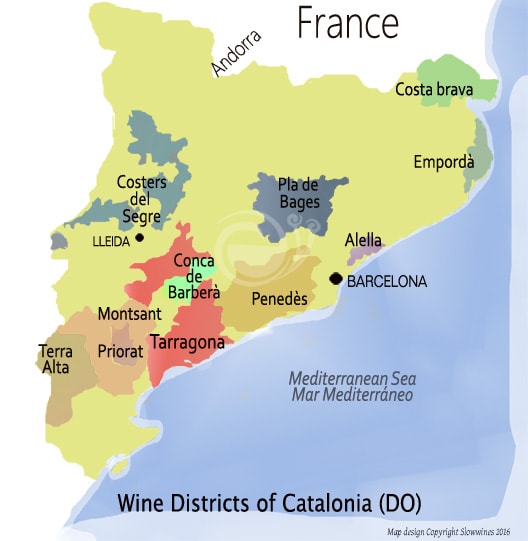 France
Andorra
Costa brava
Empordà
Costers
del
Segre
Pla de
Bages
LLEIDA
Alella
Conca
de
Barberà
BARCELONA
Penedès
Montsant
Terra
Alta
Priorat
Tarragona
Mediterranean Sea
Mar Mediterráneo
Wine Districts of Catalonia (DO)
Map design Copyright Slowwines 2016